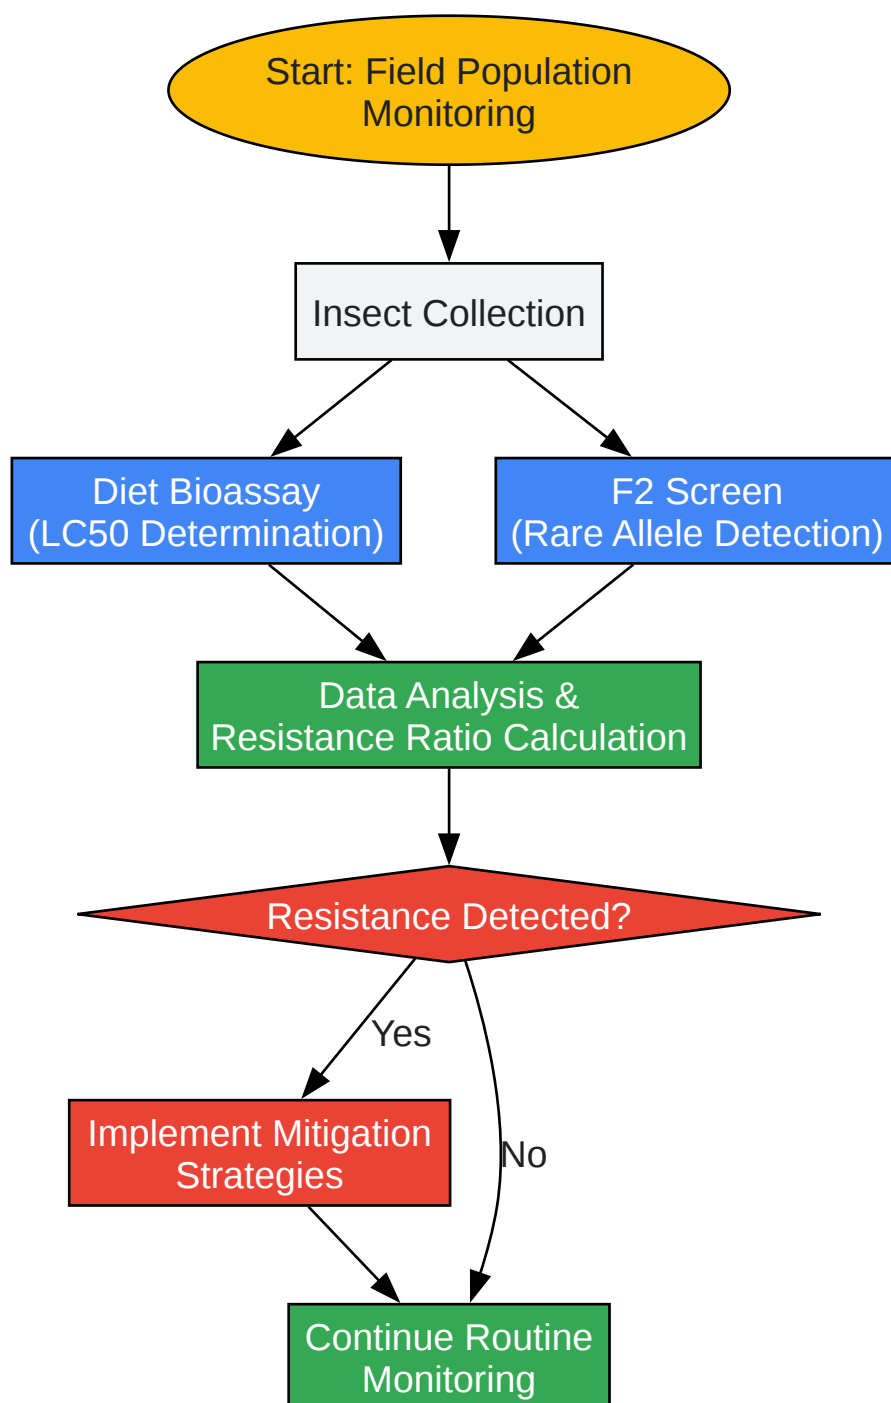 Start: Field Population
Monitoring
Insect Collection
Diet Bioassay
(LC50 Determination)
F2 Screen
(Rare Allele Detection)
Data Analysis &
Resistance Ratio Calculation
Resistance Detected?
Yes
Implement Mitigation
Strategies
No
Continue Routine
Monitoring